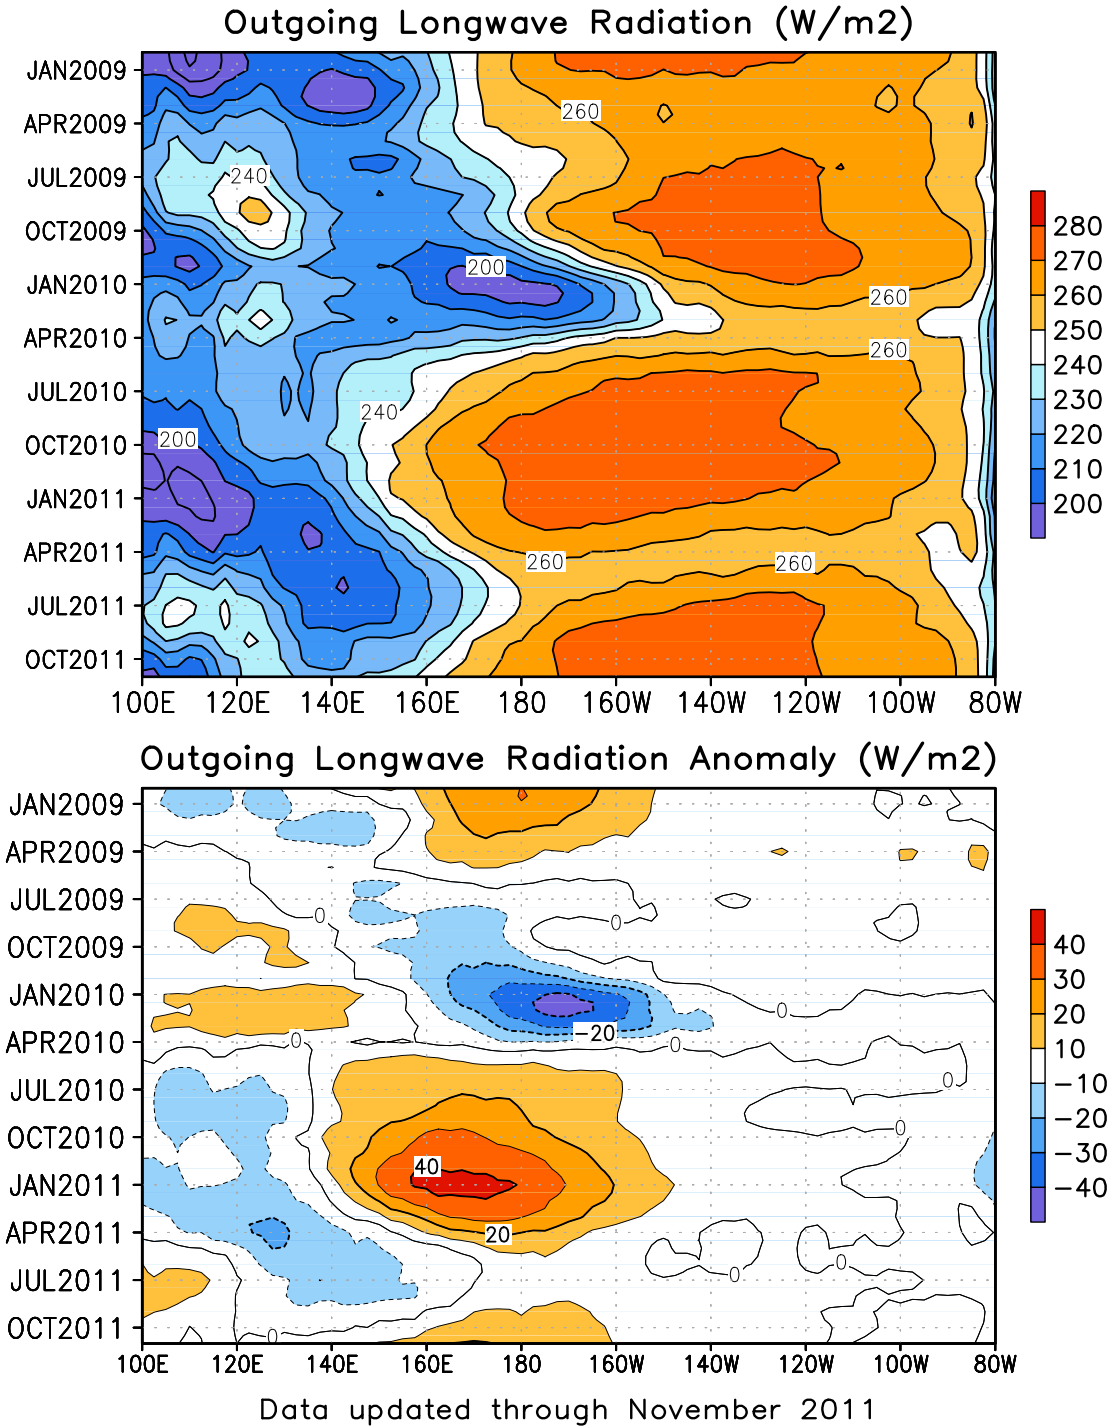 Outgoing Longwave Radiation (W/m2)
JAN2009
APR2009
JUL2009
OCT2009
JAN2010
APR2010
JUL2010
OCT2010
JAN2011
APR2011
JUL2011
OCT2011
260
240
200
260
260
240
200
260
260
100E 120E 140E 160E 180 160W 140W 120W 100W 80W
280
270
260
250
240
230
220
210
200
Outgoing Longwave Radiation Anomaly (W/m2)
JAN2009
APR2009
JUL2009
OCT2009
JAN2010
APR2010
JUL2010
OCT2010
JAN2011
APR2011
JUL2011
OCT2011
0
0
0
-20
0
0
0
0
40
20
0
0
0
100E 120E 140E 160E 180 160W 140W 120W 100W 80W
40
30
20
10
-10
-20
-30
-40
Data updated through November 2011